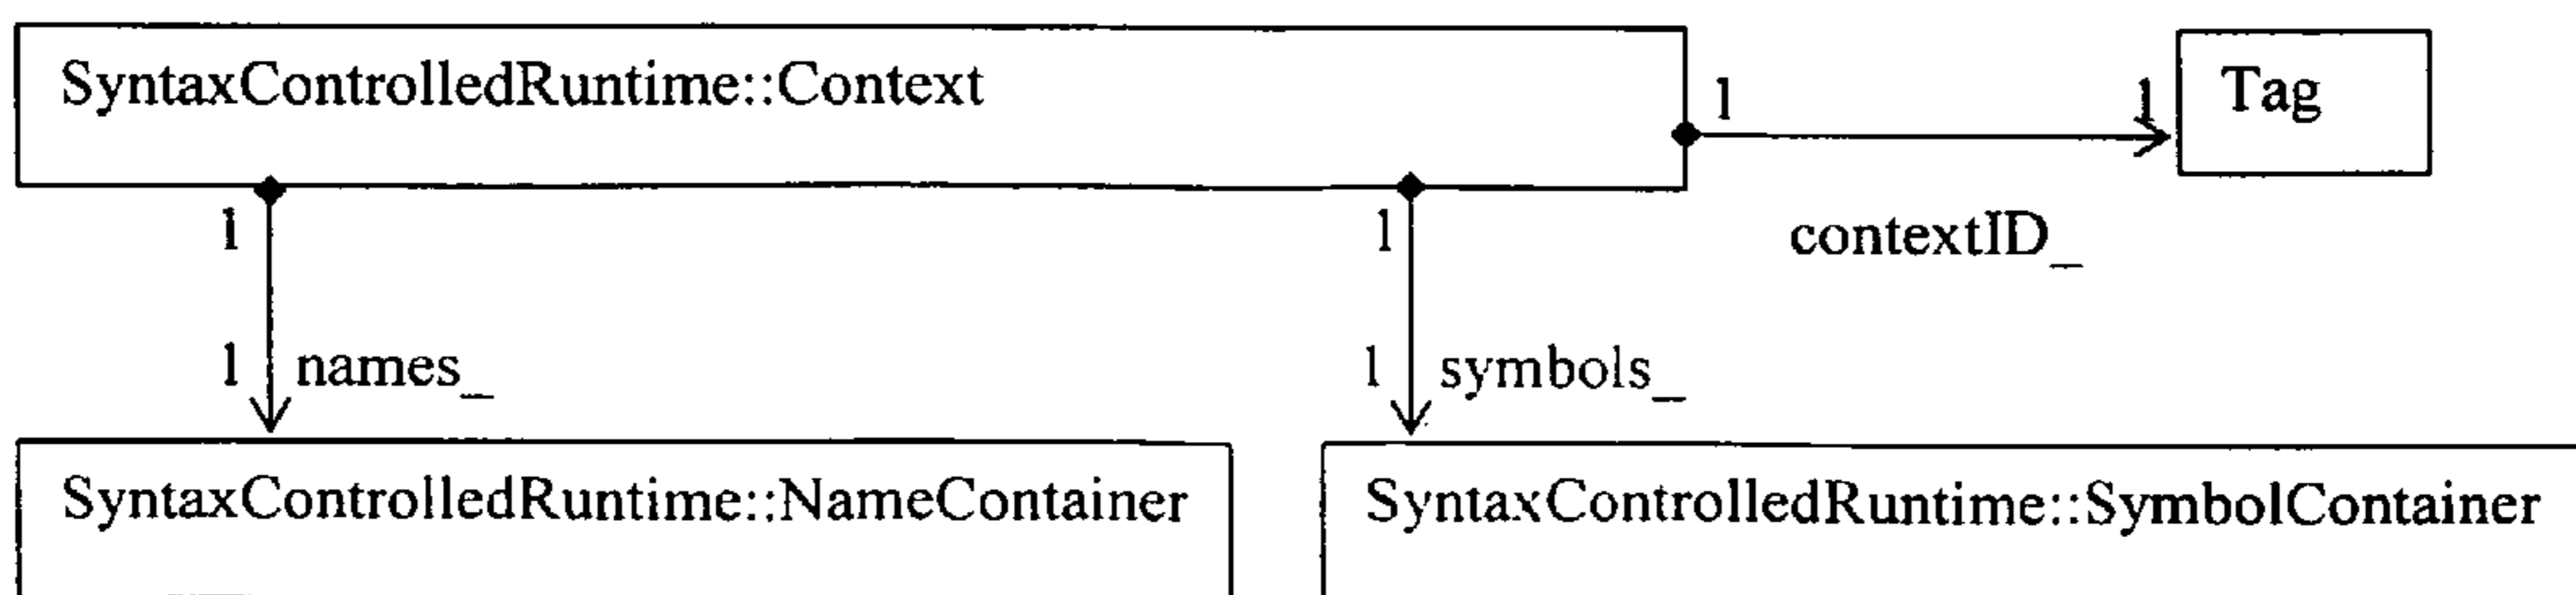 SyntaxControlledRuntime::Context
1
1
Tag
1
1
contextID_
1
names_
1
symbols_
SyntaxControlledRuntime::NameContainer
SyntaxControlledRuntime::SymbolContainer